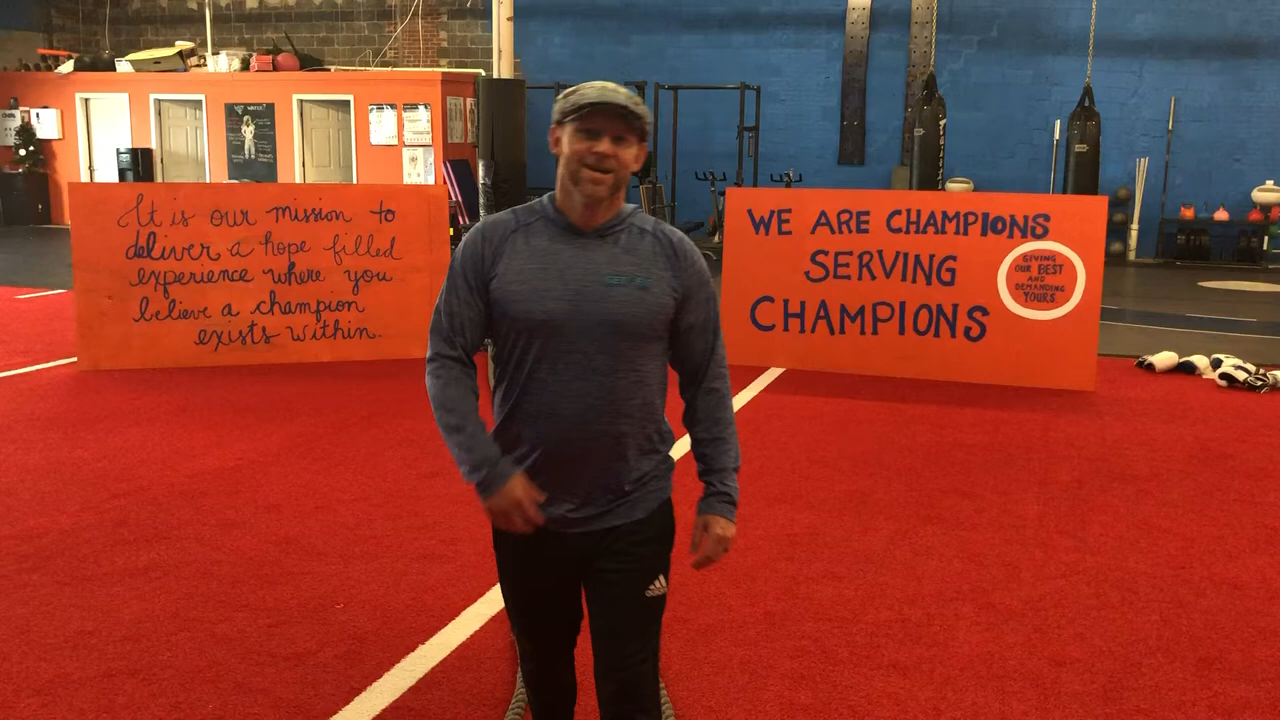 It is our mission to
deliver a hope filled
experience where you
believe a champion
exists within.
WE ARE CHAMPIONS
SERVING
CHAMPIONS
GIVING
OUR BEST
AND
DEMANDING
YOURS.
adidas